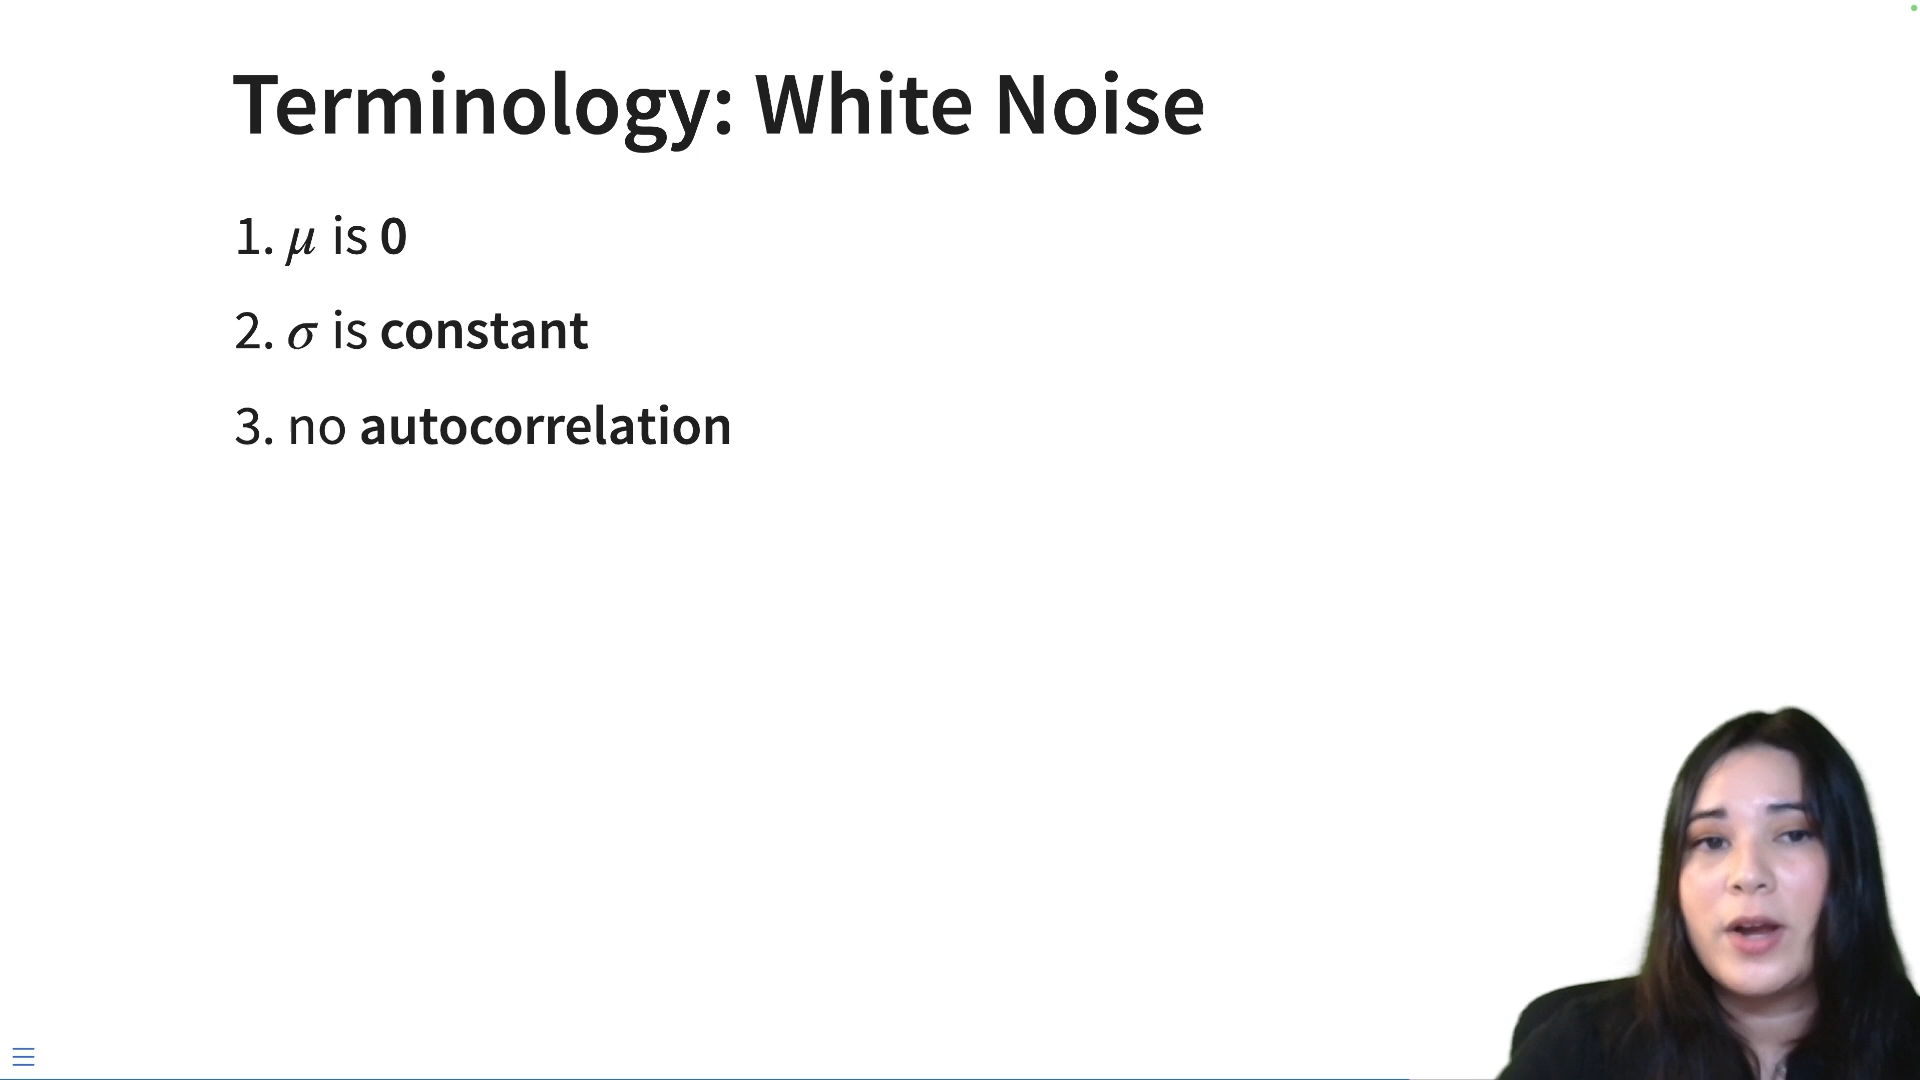 Terminology: White Noise
1. μ is 0
2. σ is constant
3. no autocorrelation